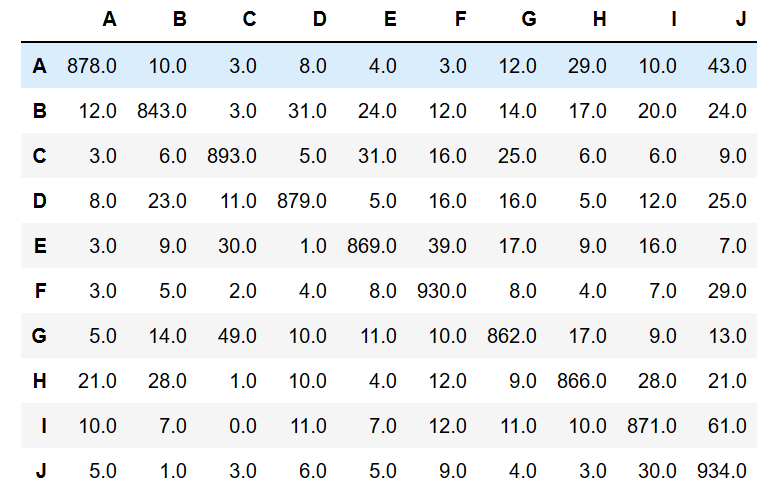 A B C D E F G H I J
A 878.0 10.0 3.0 8.0 4.0 3.0 12.0 29.0 10.0 43.0
B 12.0 843.0 3.0 31.0 24.0 12.0 14.0 17.0 20.0 24.0
C 3.0 6.0 893.0 5.0 31.0 16.0 25.0 6.0 6.0 9.0
D 8.0 23.0 11.0 879.0 5.0 16.0 16.0 5.0 12.0 25.0
E 3.0 9.0 30.0 1.0 869.0 39.0 17.0 9.0 16.0 7.0
F 3.0 5.0 2.0 4.0 8.0 930.0 8.0 4.0 7.0 29.0
G 5.0 14.0 49.0 10.0 11.0 10.0 862.0 17.0 9.0 13.0
H 21.0 28.0 1.0 10.0 4.0 12.0 9.0 866.0 28.0 21.0
I 10.0 7.0 0.0 11.0 7.0 12.0 11.0 10.0 871.0 61.0
J 5.0 1.0 3.0 6.0 5.0 9.0 4.0 3.0 30.0 934.0